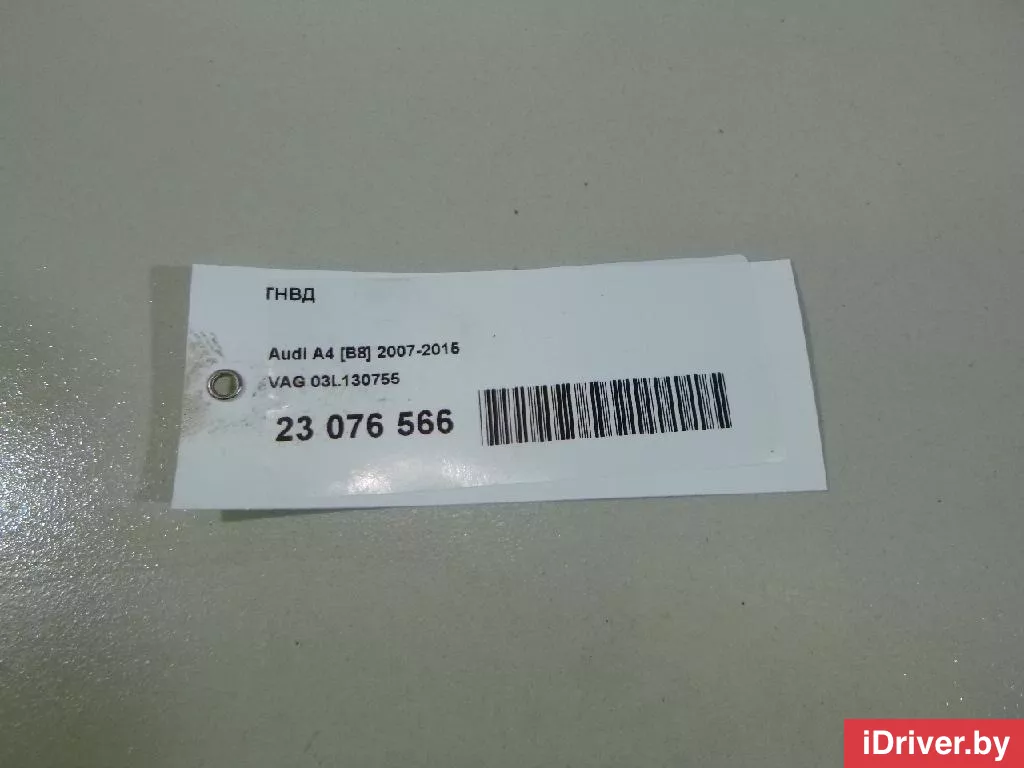 ГНВД
Audi A4 [B8] 2007-2015
VAG 03L130755
23 076 566
iDriver.by